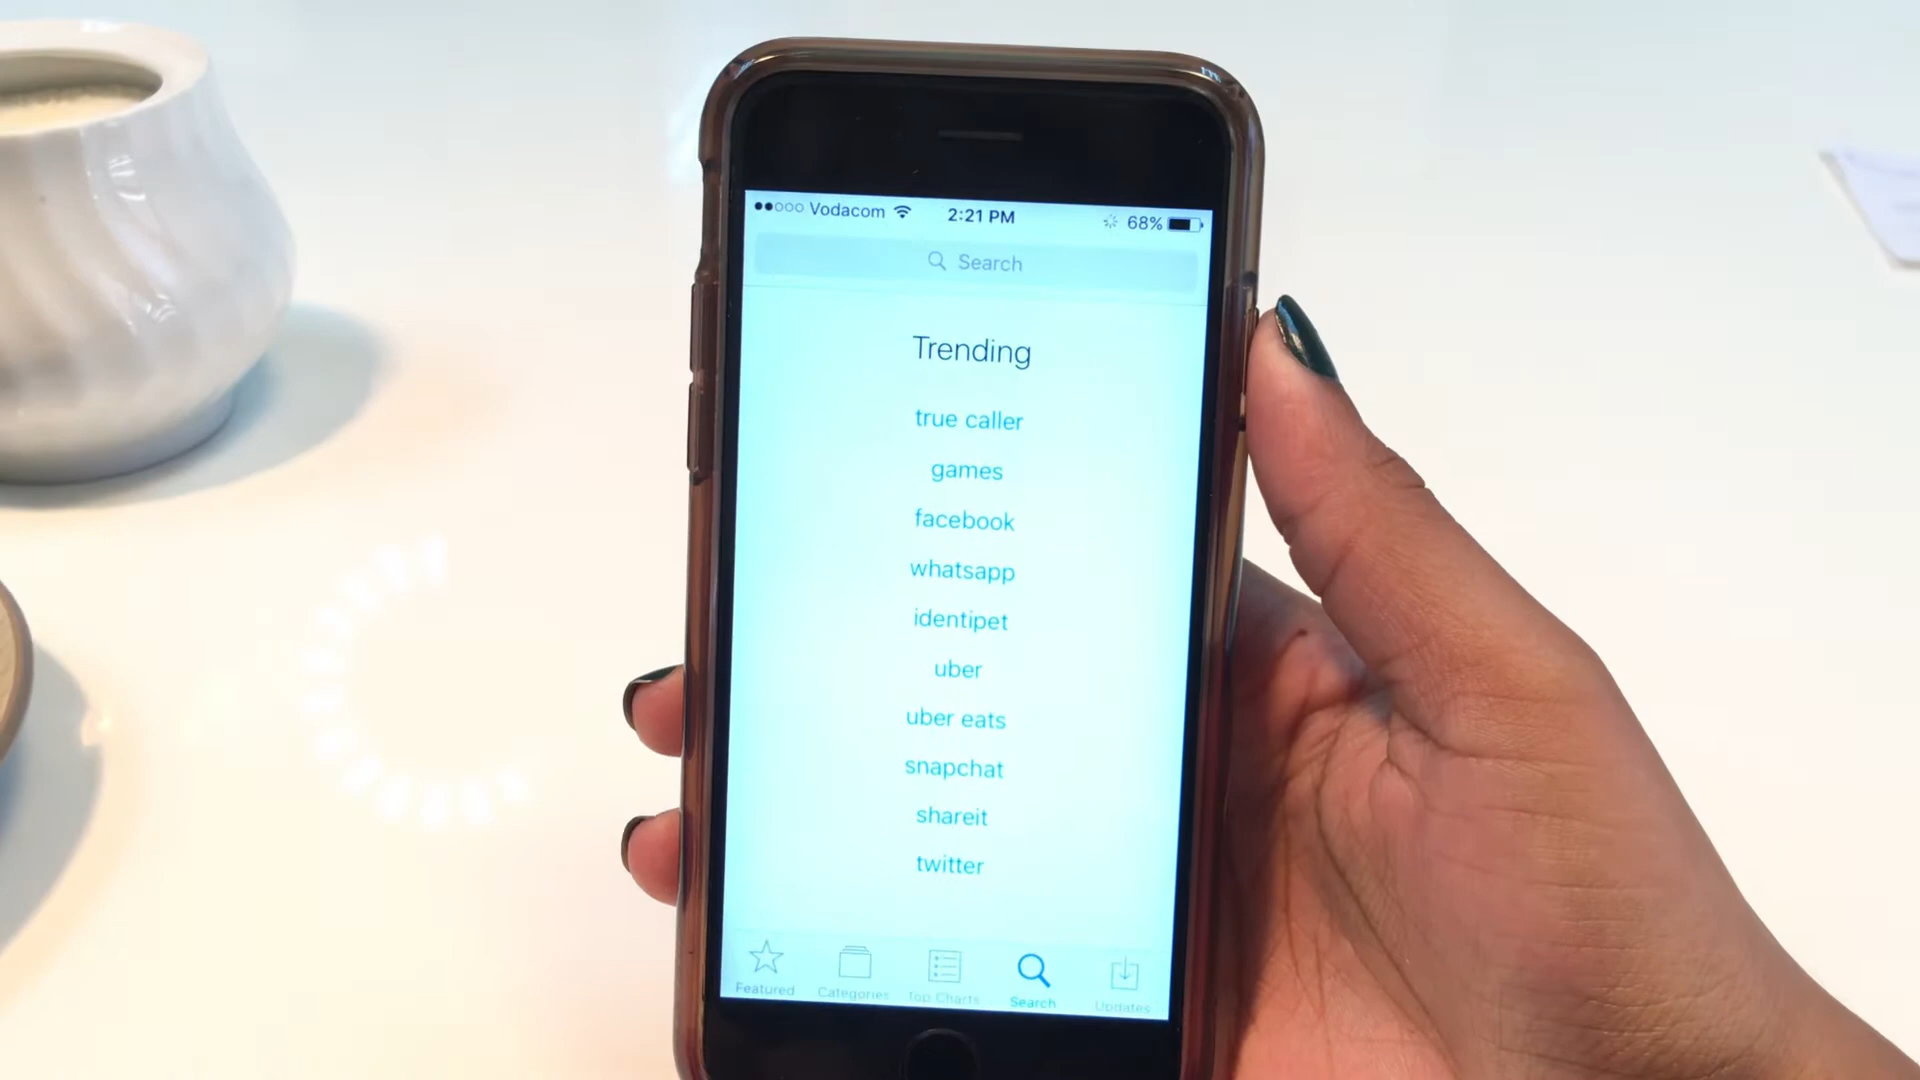 Vodacom 2:21 PM 68%
Search
Trending
true caller
games
facebook
whatsapp
identipet
uber
uber eats
snapchat
shareit
twitter
Featured Categories Top Charts Search Updates